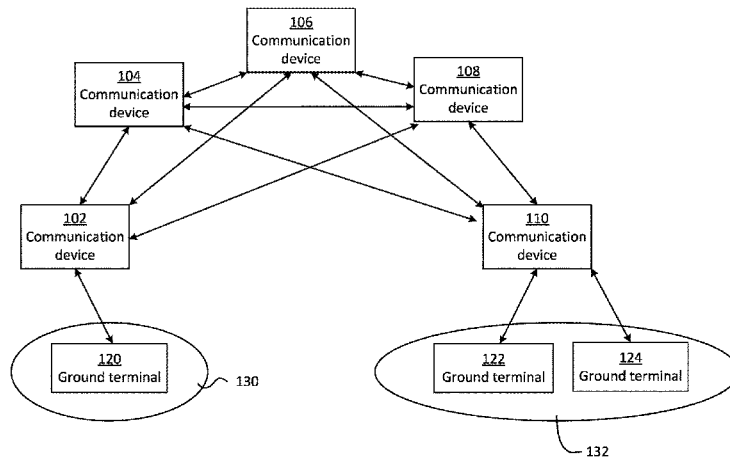 106
Communication
device
104
Communication
device
108
Communication
device
102
Communication
device
110
Communication
device
120
Ground terminal
130
122
Ground terminal
124
Ground terminal
132